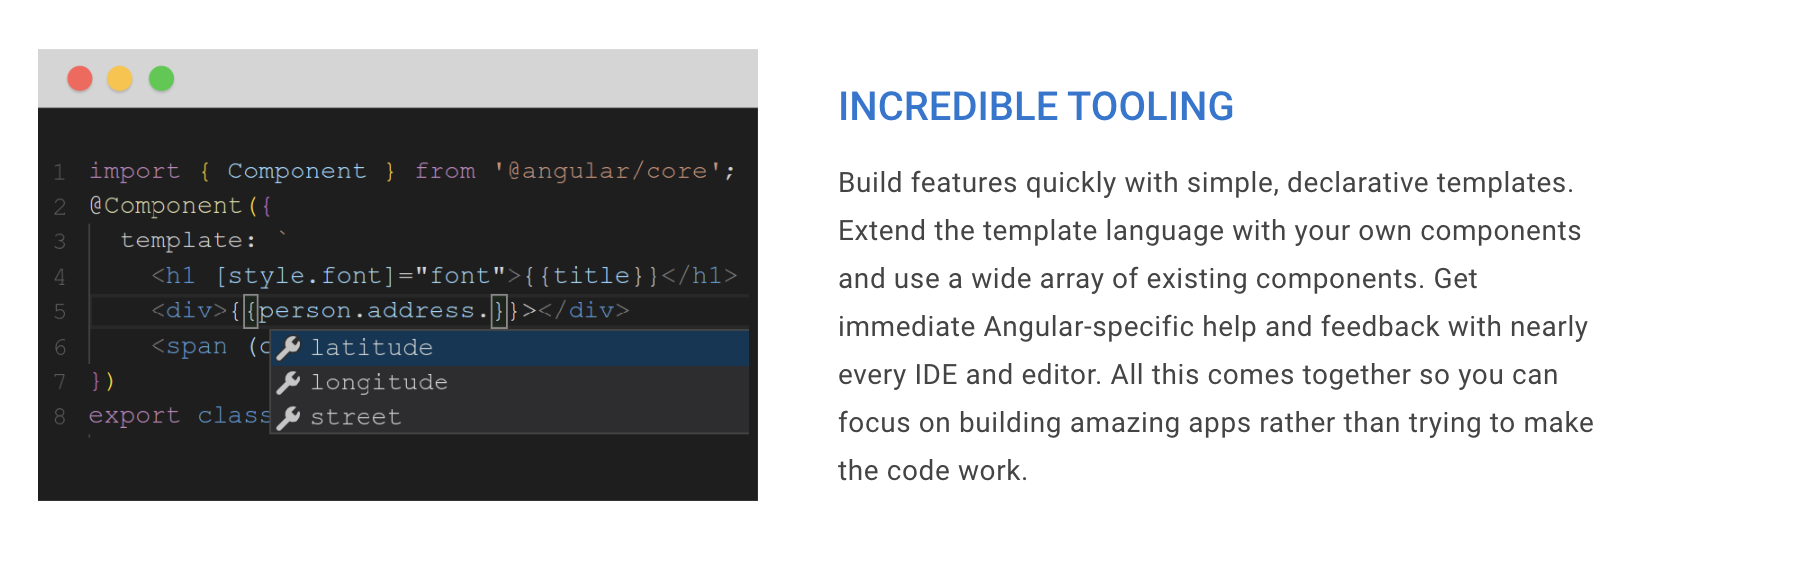 1 import { Component } from '@angular/core';
2 @Component({
3 template: `
4 <h1 [style.font]="font">{{title}}</h1>
5 <div>{{person.address.}}></div>
6 <span (
latitude
longitude
street
7 })
8 export class
INCREDIBLE TOOLING
Build features quickly with simple, declarative templates.
Extend the template language with your own components
and use a wide array of existing components. Get
immediate Angular-specific help and feedback with nearly
every IDE and editor. All this comes together so you can
focus on building amazing apps rather than trying to make
the code work.